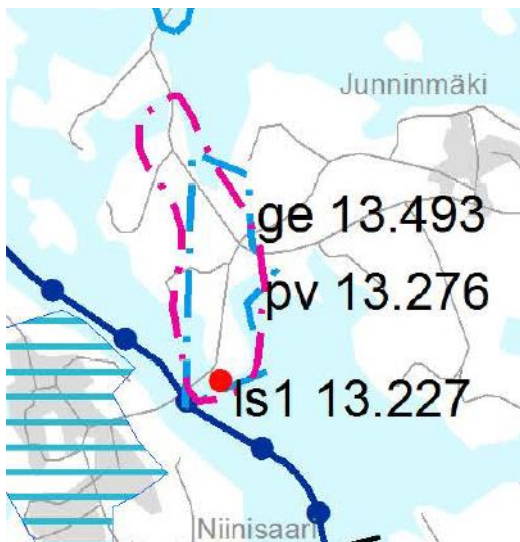 Junninmäki
ge 13.493
pv 13.276
ls1 13.227
Niinisaari